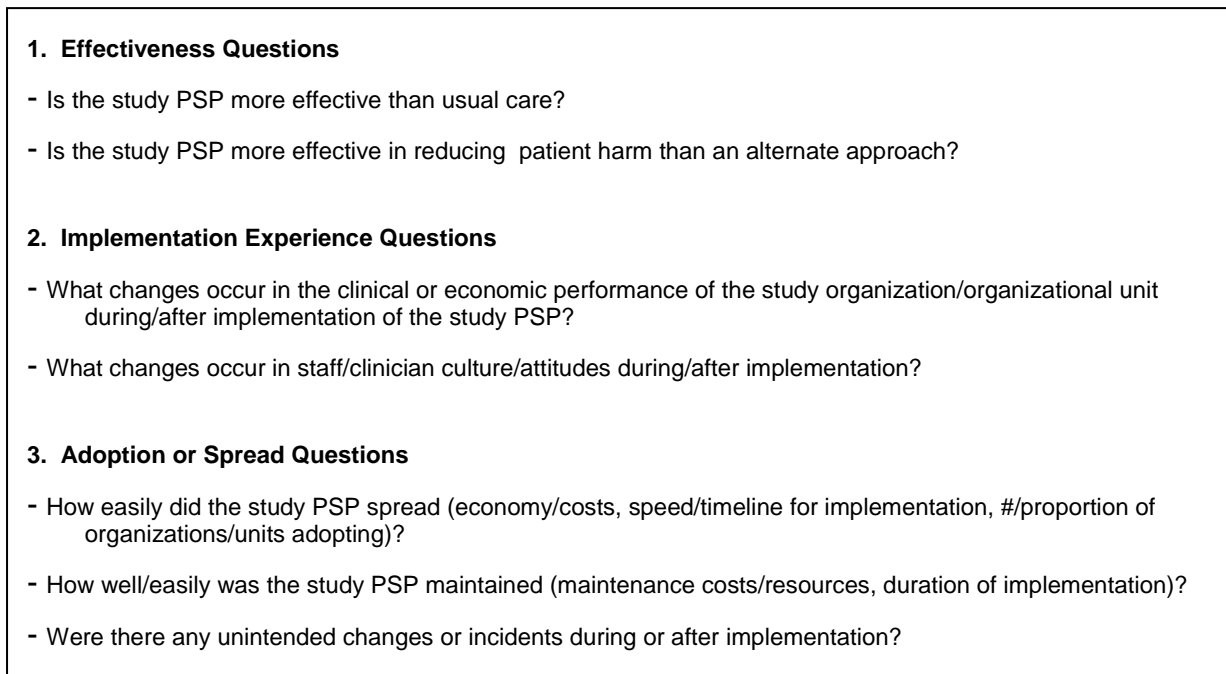 1. Effectiveness Questions
- Is the study PSP more effective than usual care?
- Is the study PSP more effective in reducing patient harm than an alternate approach?
2. Implementation Experience Questions
- What changes occur in the clinical or economic performance of the study organization/organizational unit
during/after implementation of the study PSP?
- What changes occur in staff/clinician culture/attitudes during/after implementation?
3. Adoption or Spread Questions
- How easily did the study PSP spread (economy/costs, speed/timeline for implementation, #/proportion of
organizations/units adopting)?
- How well/easily was the study PSP maintained (maintenance costs/resources, duration of implementation)?
- Were there any unintended changes or incidents during or after implementation?